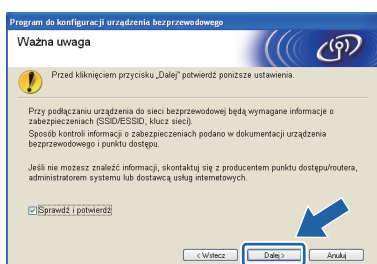 Program do konfiguracji urządzenia bezprzewodowego
Ważna uwaga
Przed kliknięciem przycisku „Dalej" potwierdź poniższe ustawienia.
Przy podłączaniu urządzenia do sieci bezprzewodowej będą wymagane informacje o
zabezpieczeniach (SSID/ESSID, klucz sieci).
Sposób kontroli informacji o zabezpieczeniach podano w dokumentacji urządzenia
bezprzewodowego i punktu dostępu.
Jeśli nie możesz znaleźć informacji, skontaktuj się z producentem punktu dostępu/routera,
administratorem systemu lub dostawcą usług internetowych.
Sprawdź i potwierdź
< Wstecz Dalej > Anuluj